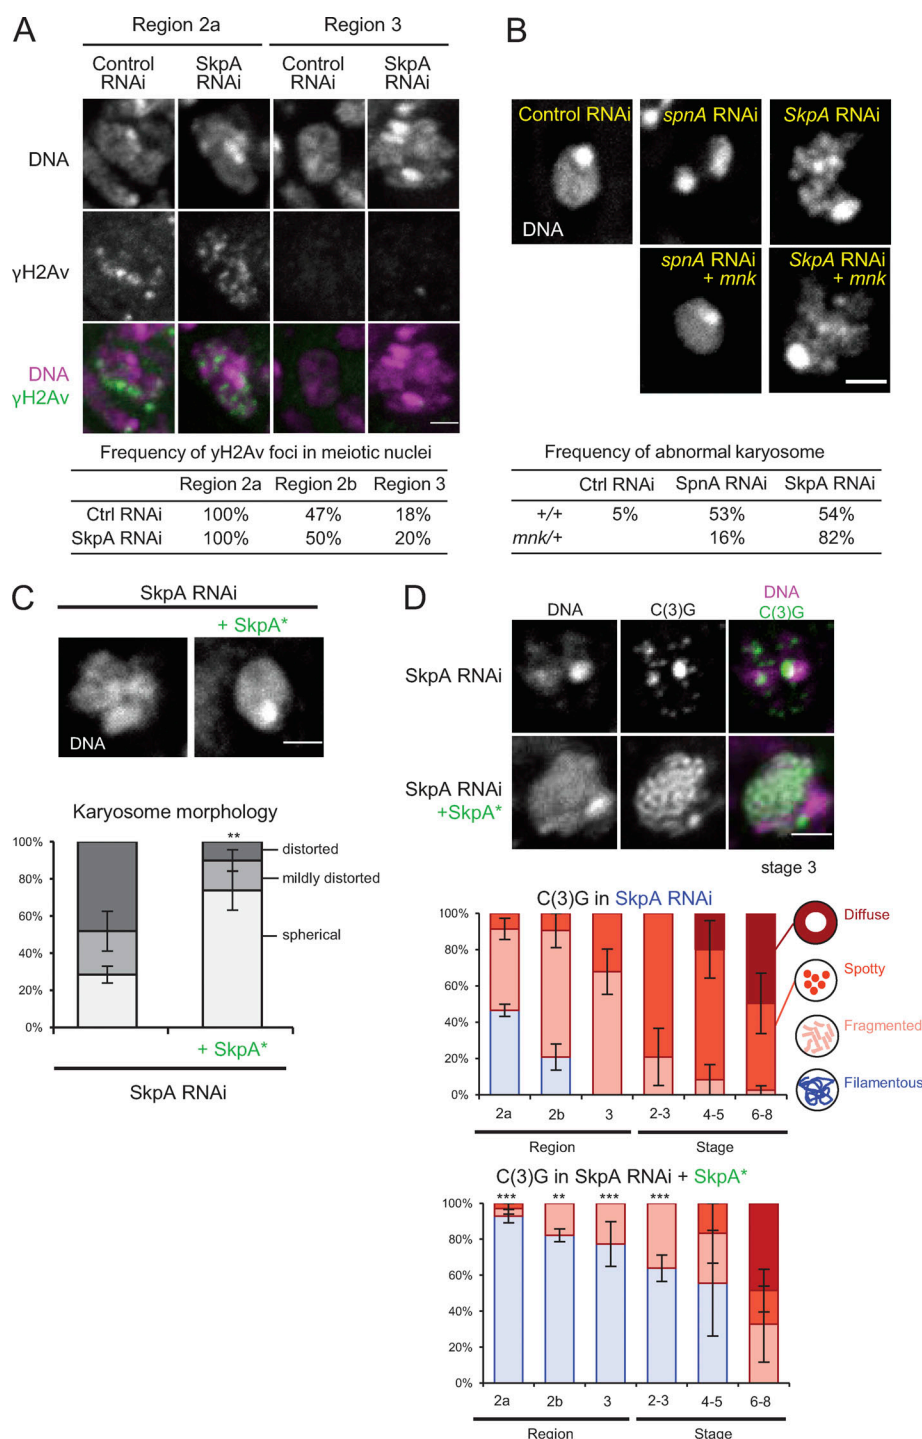 A
Region 2a Region 3
Control RNAi SkpA RNAi Control RNAi SkpA RNAi
DNA
γH2Av
DNA
γH2Av
Frequency of γH2Av foci in meiotic nuclei
Region 2a Region 2b Region 3
Ctrl RNAi 100% 47% 18%
SkpA RNAi 100% 50% 20%
B
Control RNAi spnA RNAi SkpA RNAi
DNA
spnA RNAi + mnk SkpA RNAi + mnk
Frequency of abnormal karyosome
Ctrl RNAi SpnA RNAi SkpA RNAi
+/+ 5% 53% 54%
mnk/+ 16% 82%
C
SkpA RNAi
+ SkpA*
DNA
Karyosome morphology
**
100%
80%
60%
40%
20%
0%
distorted
mildly distorted
spherical
+ SkpA*
SkpA RNAi
D
DNA C(3)G DNA
C(3)G
SkpA RNAi
SkpA RNAi
+SkpA*
stage 3
C(3)G in SkpA RNAi
100%
80%
60%
40%
20%
0%
2a 2b 3 2-3 4-5 6-8
Region Stage
Diffuse
Spotty
Fragmented
Filamentous
C(3)G in SkpA RNAi + SkpA*
*** ** *** ***
100%
80%
60%
40%
20%
0%
2a 2b 3 2-3 4-5 6-8
Region Stage